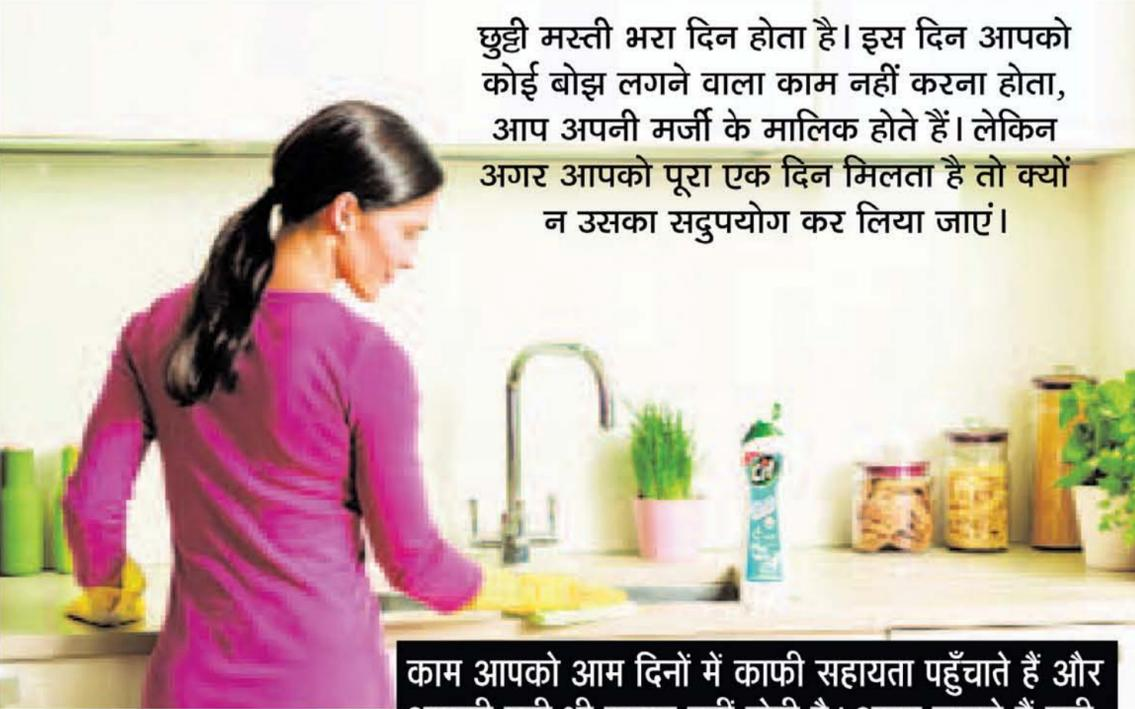 छुट्टी मस्ती भरा दिन होता है। इस दिन आपको
कोई बोझ लगने वाला काम नहीं करना होता,
आप अपनी मर्जी के मालिक होते हैं। लेकिन
अगर आपको पूरा एक दिन मिलता है तो क्यों
न उसका सदुपयोग कर लिया जाएं।
काम आपको आम दिनों में काफी सहायता पहुँचाते हैं और